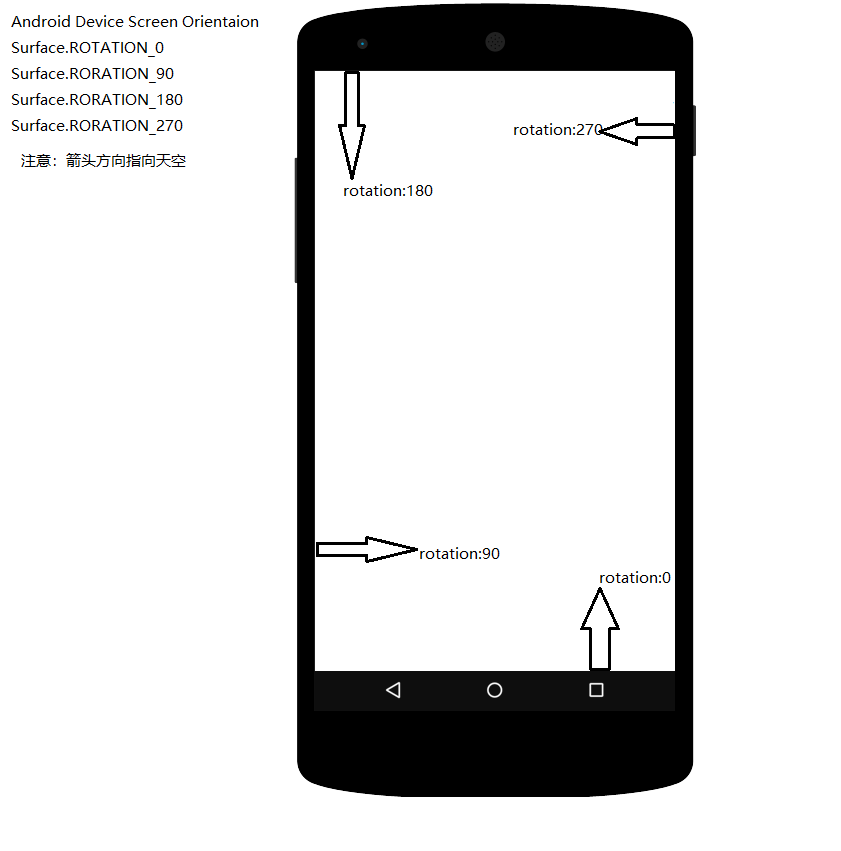 Android Device Screen Orientaion
Surface.ROTATION_0
Surface.RORATION_90
Surface.RORATION_180
Surface.RORATION_270
注意：箭头方向指向天空
rotation:270
rotation:180
rotation:90
rotation:0